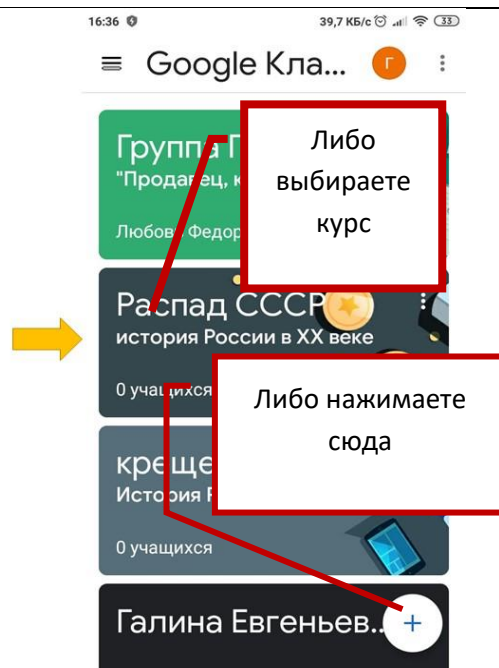 16:36 39,7 КБ/с 33
Google Кла... Г
Группа
"Продавец, к
Любовь Федор
Либо
выбираете
курс
Распад СССР
история России в XX веке
0 учащихся
Либо нажимаете
сюда
креще
История
0 учащихся
Галина Евгеньев... +